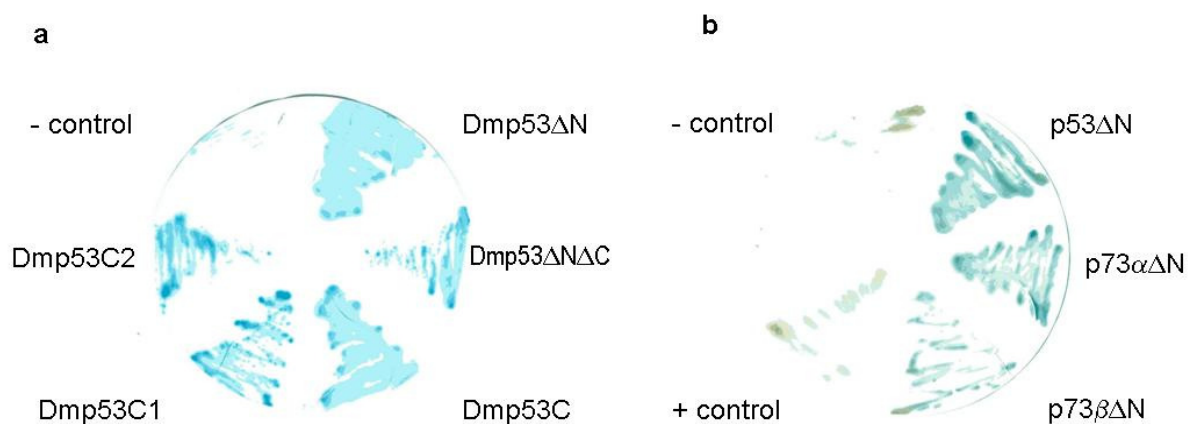 a
- control
Dmp53ΔN
Dmp53C2
Dmp53ΔNΔC
Dmp53C1
Dmp53C
b
- control
p53ΔN
p73αΔN
+ control
p73βΔN